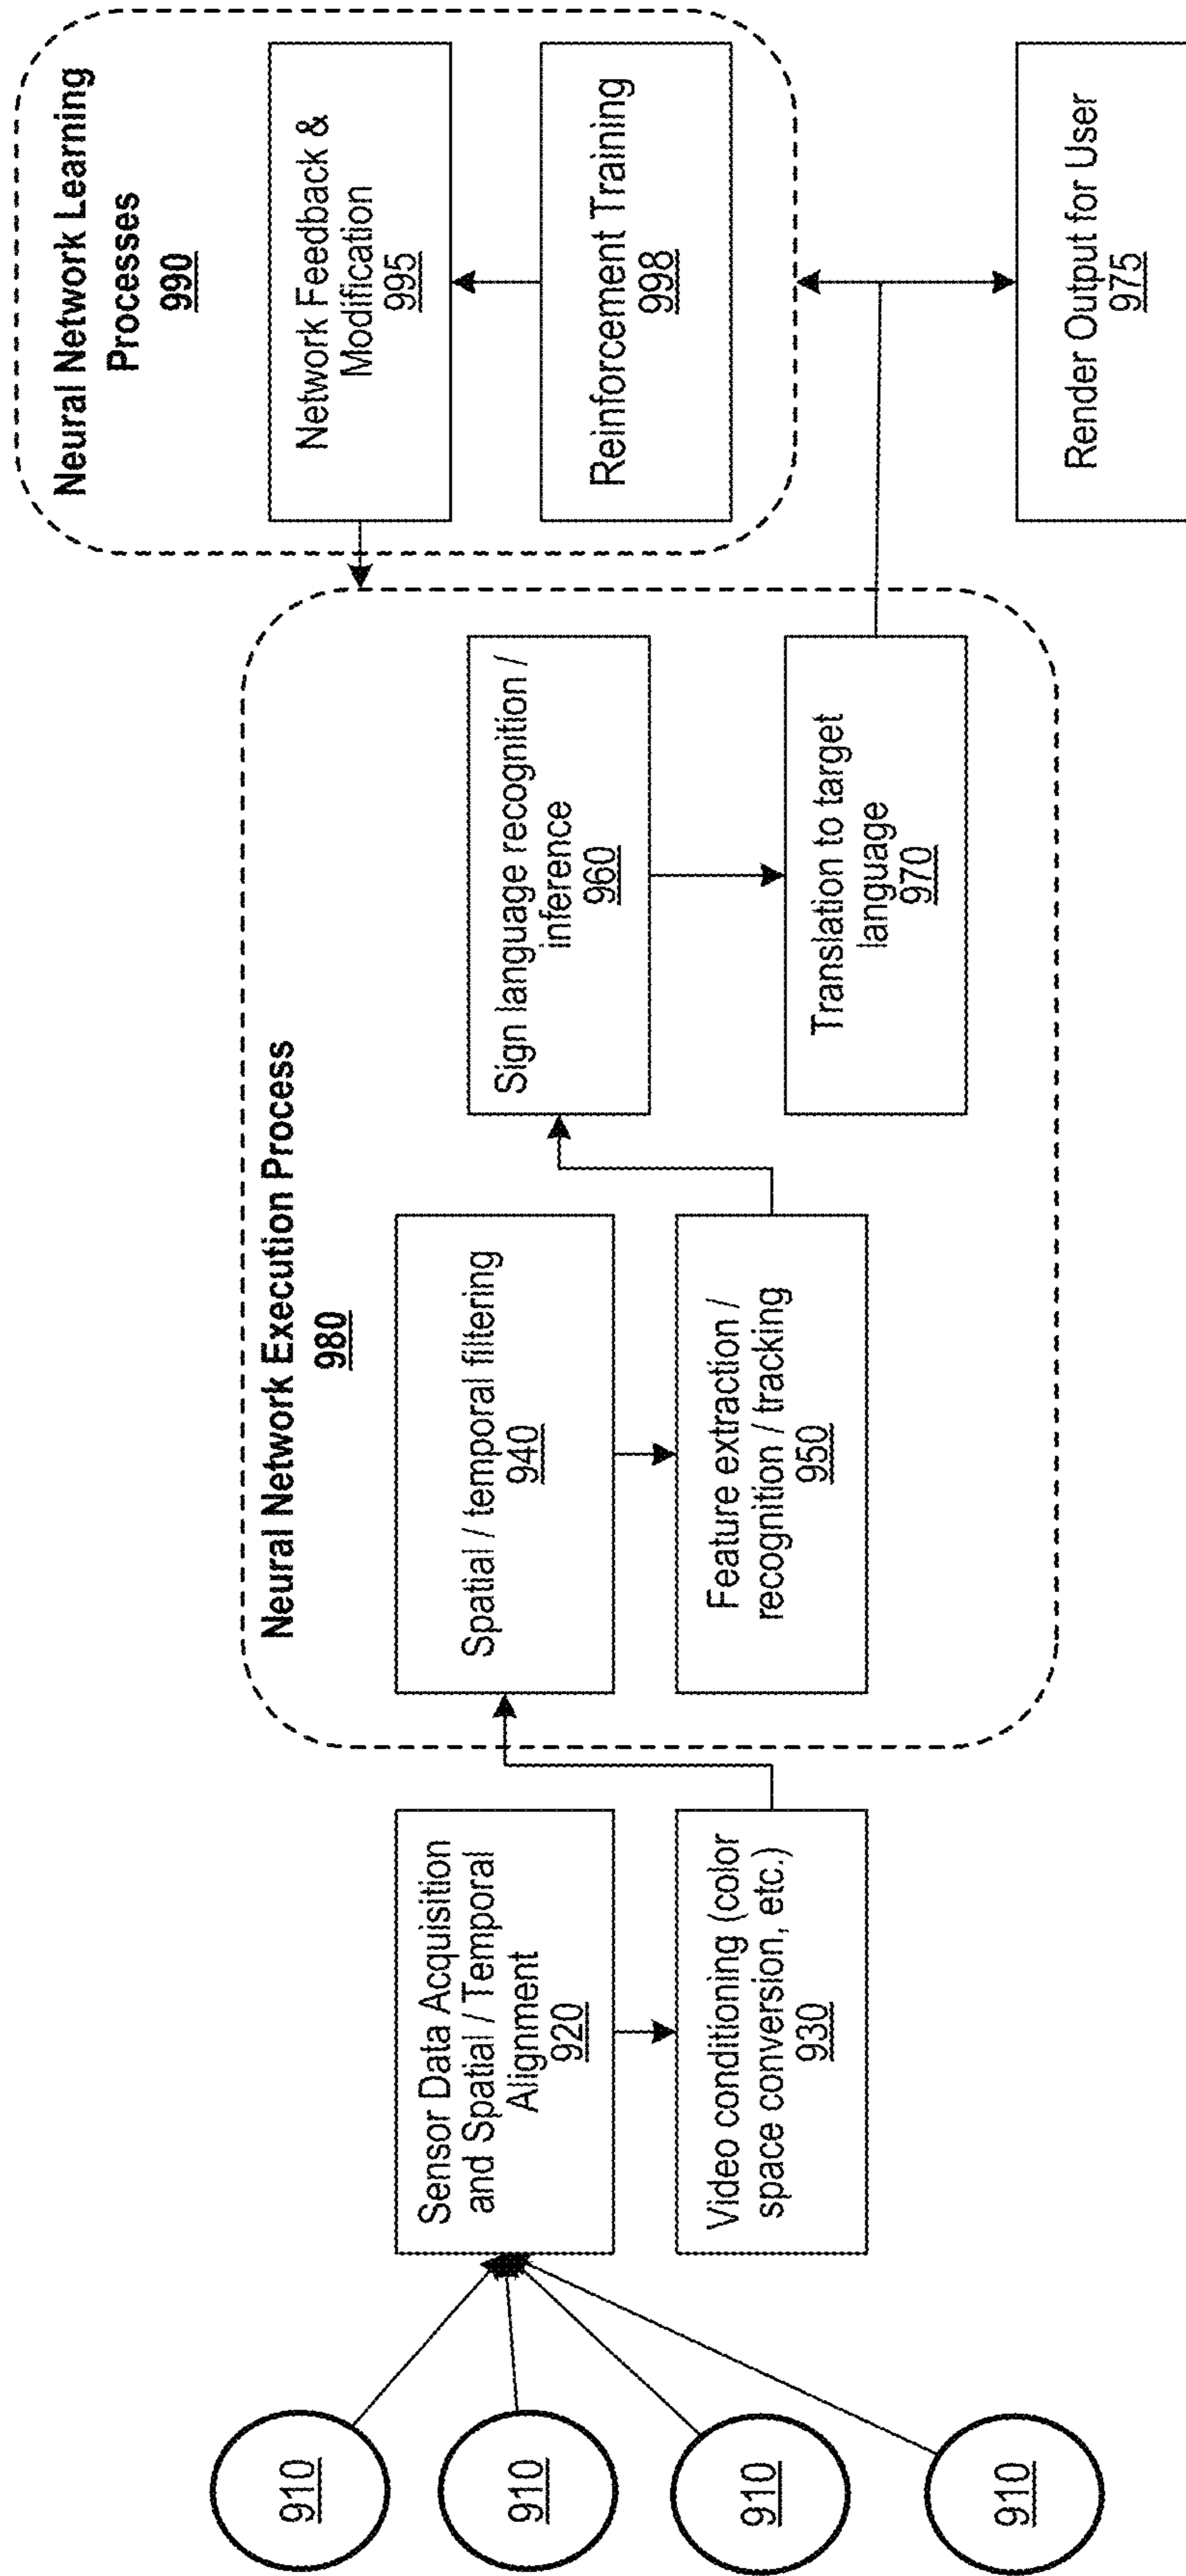 910
910
910
910
Sensor Data Acquisition
and Spatial / Temporal
Alignment
920
Video conditioning (color
space conversion, etc.)
930
Neural Network Execution Process
980
Spatial / temporal filtering
940
Feature extraction /
recognition / tracking
950
Sign language recognition /
inference
960
Translation to target
language
970
Neural Network Learning
Processes
990
Network Feedback &
Modification
995
Reinforcement Training
998
Render Output for User
975